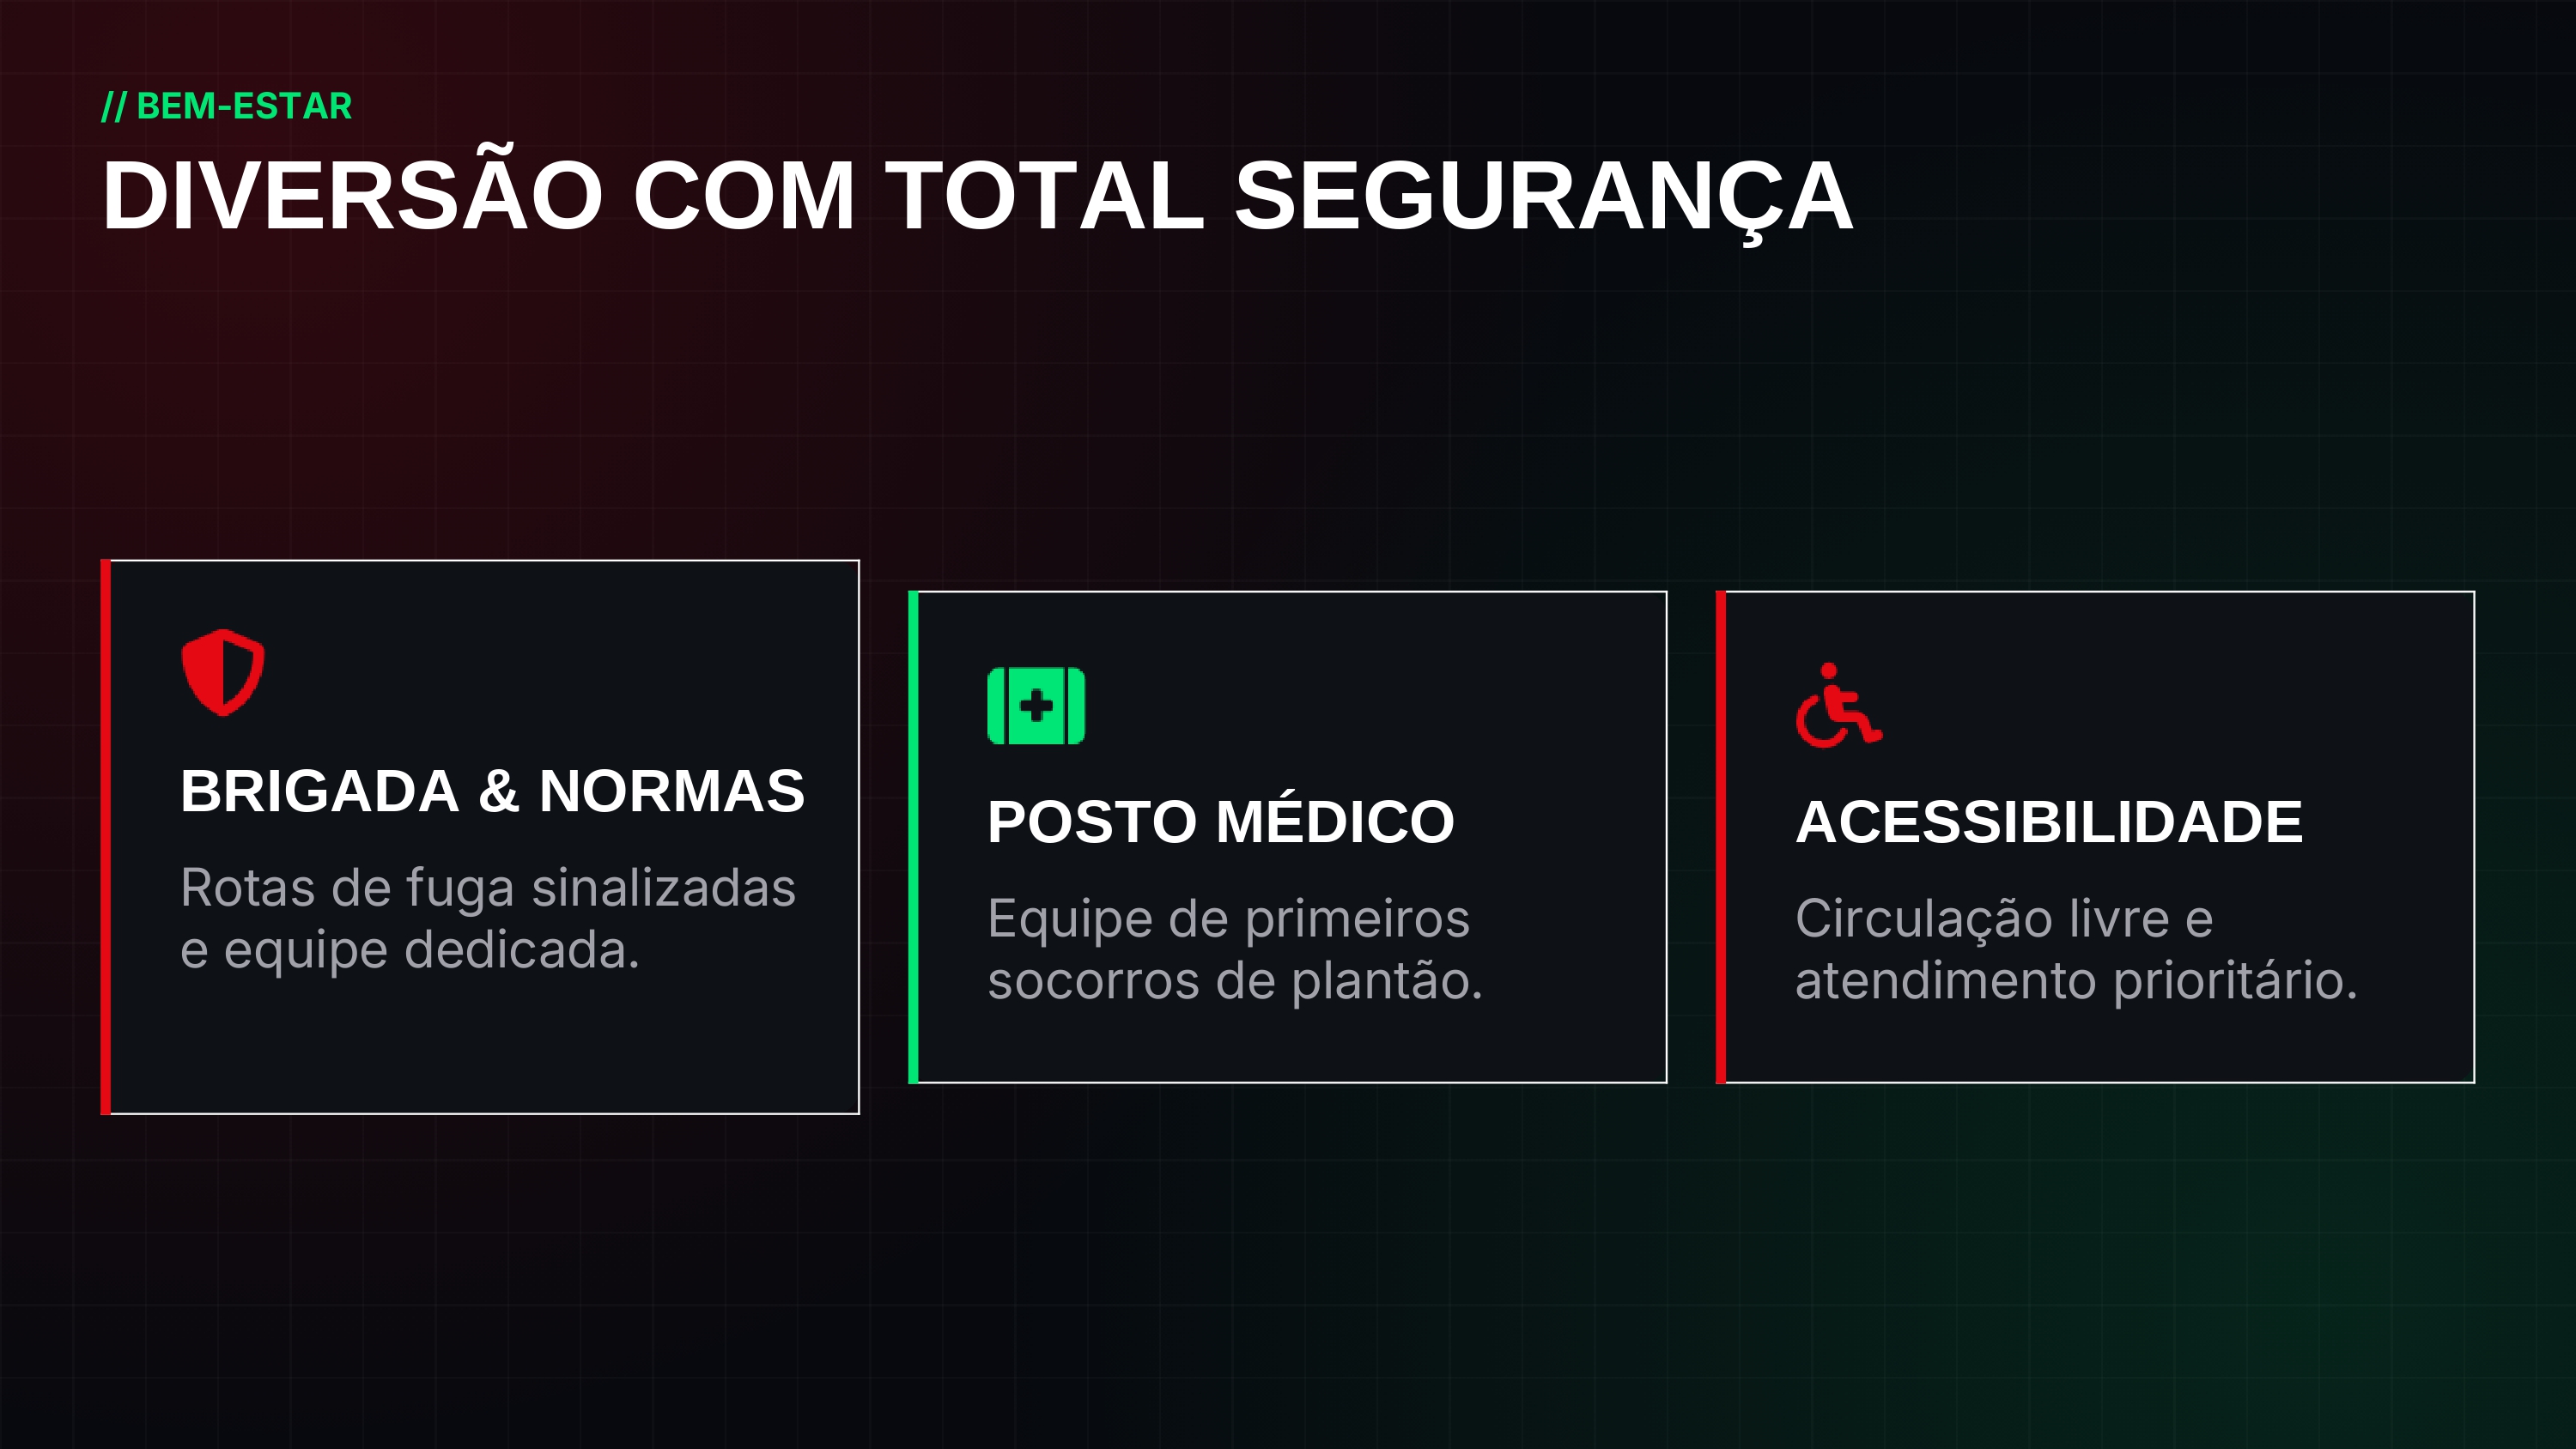 // BEM-ESTAR
DIVERSÃO COM TOTAL SEGURANÇA
BRIGADA & NORMAS
Rotas de fuga sinalizadas
e equipe dedicada.
POSTO MÉDICO
Equipe de primeiros
socorros de plantão.
ACESSIBILIDADE
Circulação livre e
atendimento prioritário.